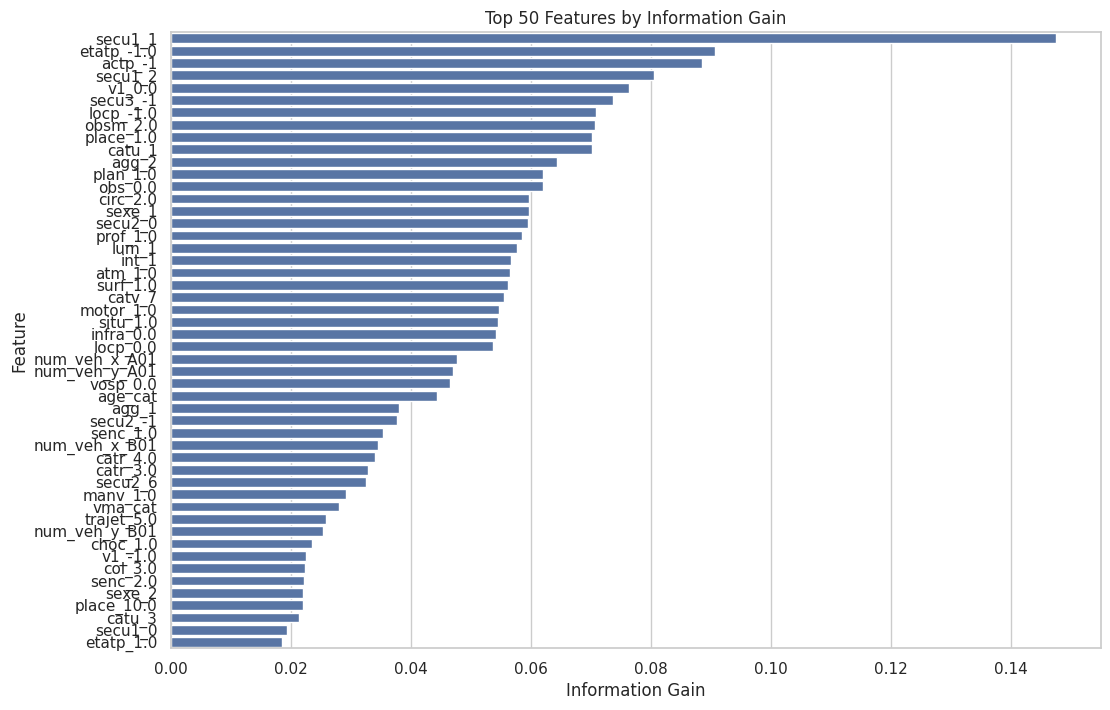 Top 50 Features by Information Gain
secu1_1
etatp_-1.0
actp_-1
secu1_2
v1_0.0
secu3_-1
locp_-1.0
obsm_2.0
place_1.0
catu_1
agg_2
plan_1.0
obs_0.0
circ_2.0
sexe_1
secu2_0
prof_1.0
lum_1
int_1
atm_1.0
surf_1.0
catv_7
motor_1.0
situ_1.0
infra_0.0
locp_0.0
num_veh_x_A01
num_veh_y_A01
vosp_0.0
age_cat
agg_1
secu2_-1
senc_1.0
num_veh_x_B01
catr_4.0
catr_3.0
secu2_6
manv_1.0
vma_cat
trajet_5.0
num_veh_y_B01
choc_1.0
v1_-1.0
col_3.0
senc_2.0
sexe_2
place_10.0
catu_3
secu1_0
etatp_1.0
Feature
0.00 0.02 0.04 0.06 0.08 0.10 0.12 0.14
Information Gain